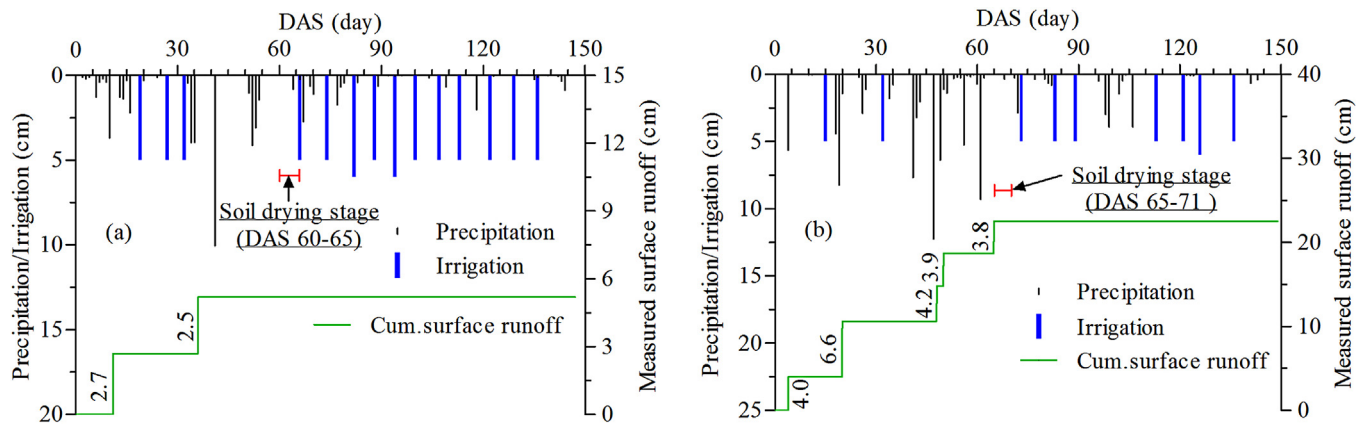 DAS (day)
0 30 60 90 120 150
0
5
10
15
20
Precipitation/Irrigation (cm)
15
12
9
6
3
0
Measured surface runoff (cm)
Soil drying stage
(DAS 60-65)
(a)
Precipitation
Irrigation
Cum.surface runoff
2.7
2.5
DAS (day)
0 30 60 90 120 150
0
5
10
15
20
25
Precipitation/Irrigation (cm)
40
30
20
10
0
Measured surface runoff (cm)
Soil drying stage
(DAS 65-71 )
(b)
Precipitation
Irrigation
Cum.surface runoff
4.0
6.6
4.2
3.9
3.8